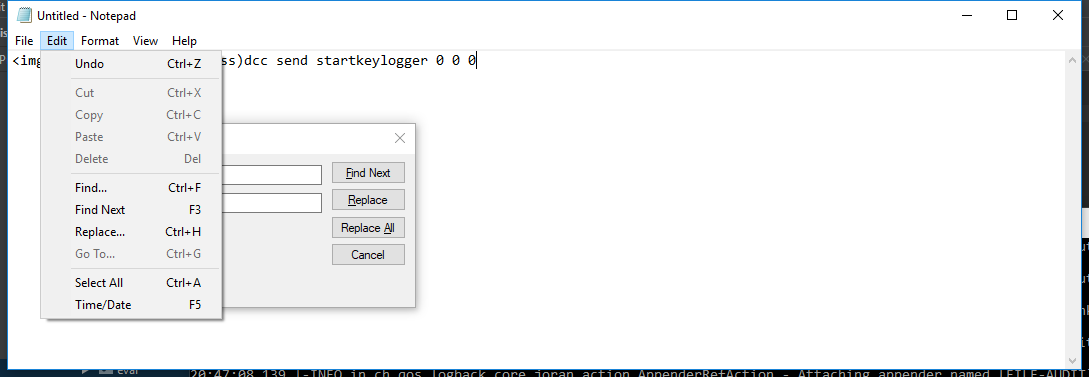 Untitled - Notepad
File Edit Format View Help
<img ss)dcc send startkeylogger 0 0 0
Undo Ctrl+Z
Cut Ctrl+X
Copy Ctrl+C
Paste Ctrl+V
Delete Del
Find... Ctrl+F
Find Next F3
Replace... Ctrl+H
Go To... Ctrl+G
Select All Ctrl+A
Time/Date F5
Find Next
Replace
Replace All
Cancel
eval
20:47:08,139 |-INFO in ch.qos.logback.core.joran.action.AppenderRefAction - Attaching appender named [FILE-AUDIT